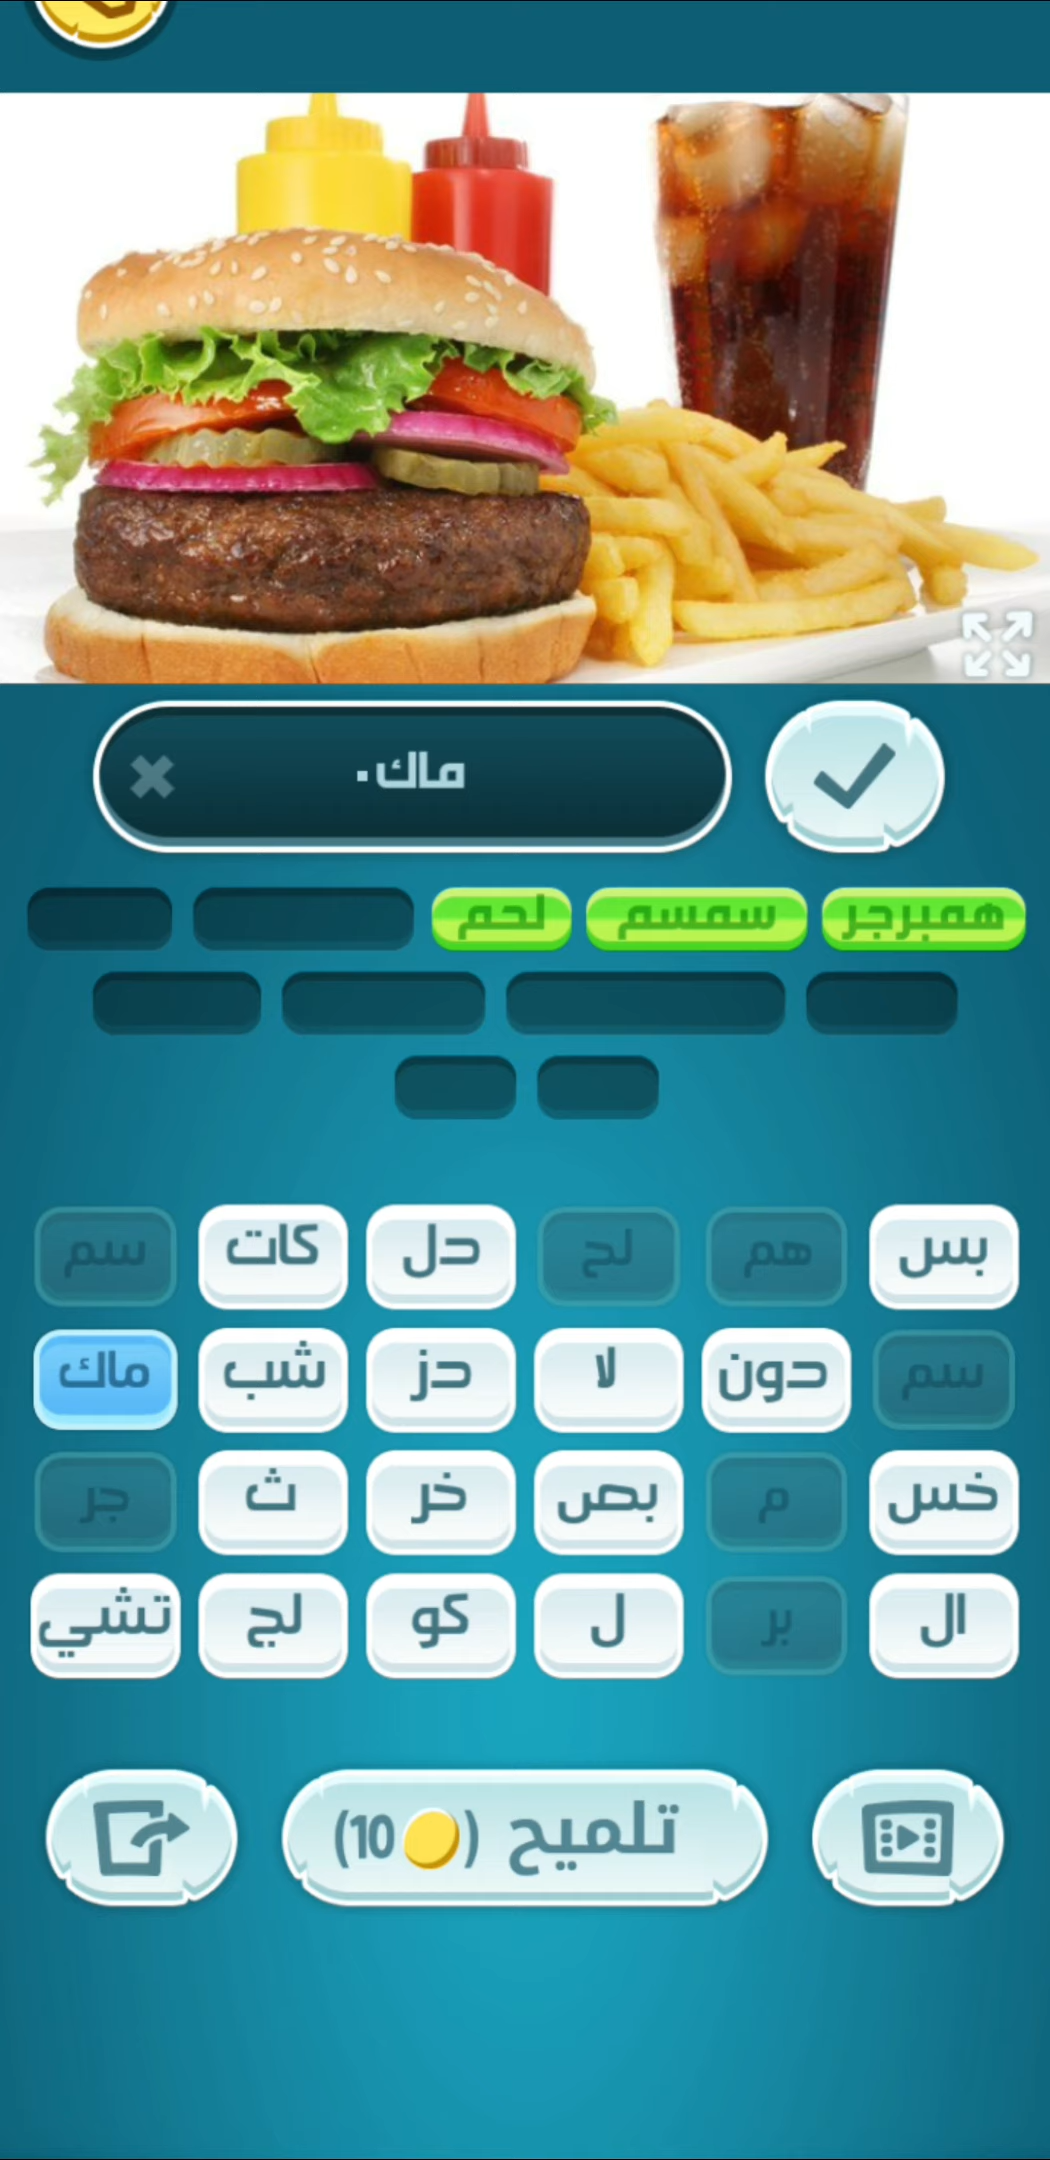 ماك.
همبرجر سمسم لحم
بس هم لح دل كات سم
سم دون لا دز شب ماك
خس م بص خر ث جر
ال بر ل كو لج تشي
تلميح (10)